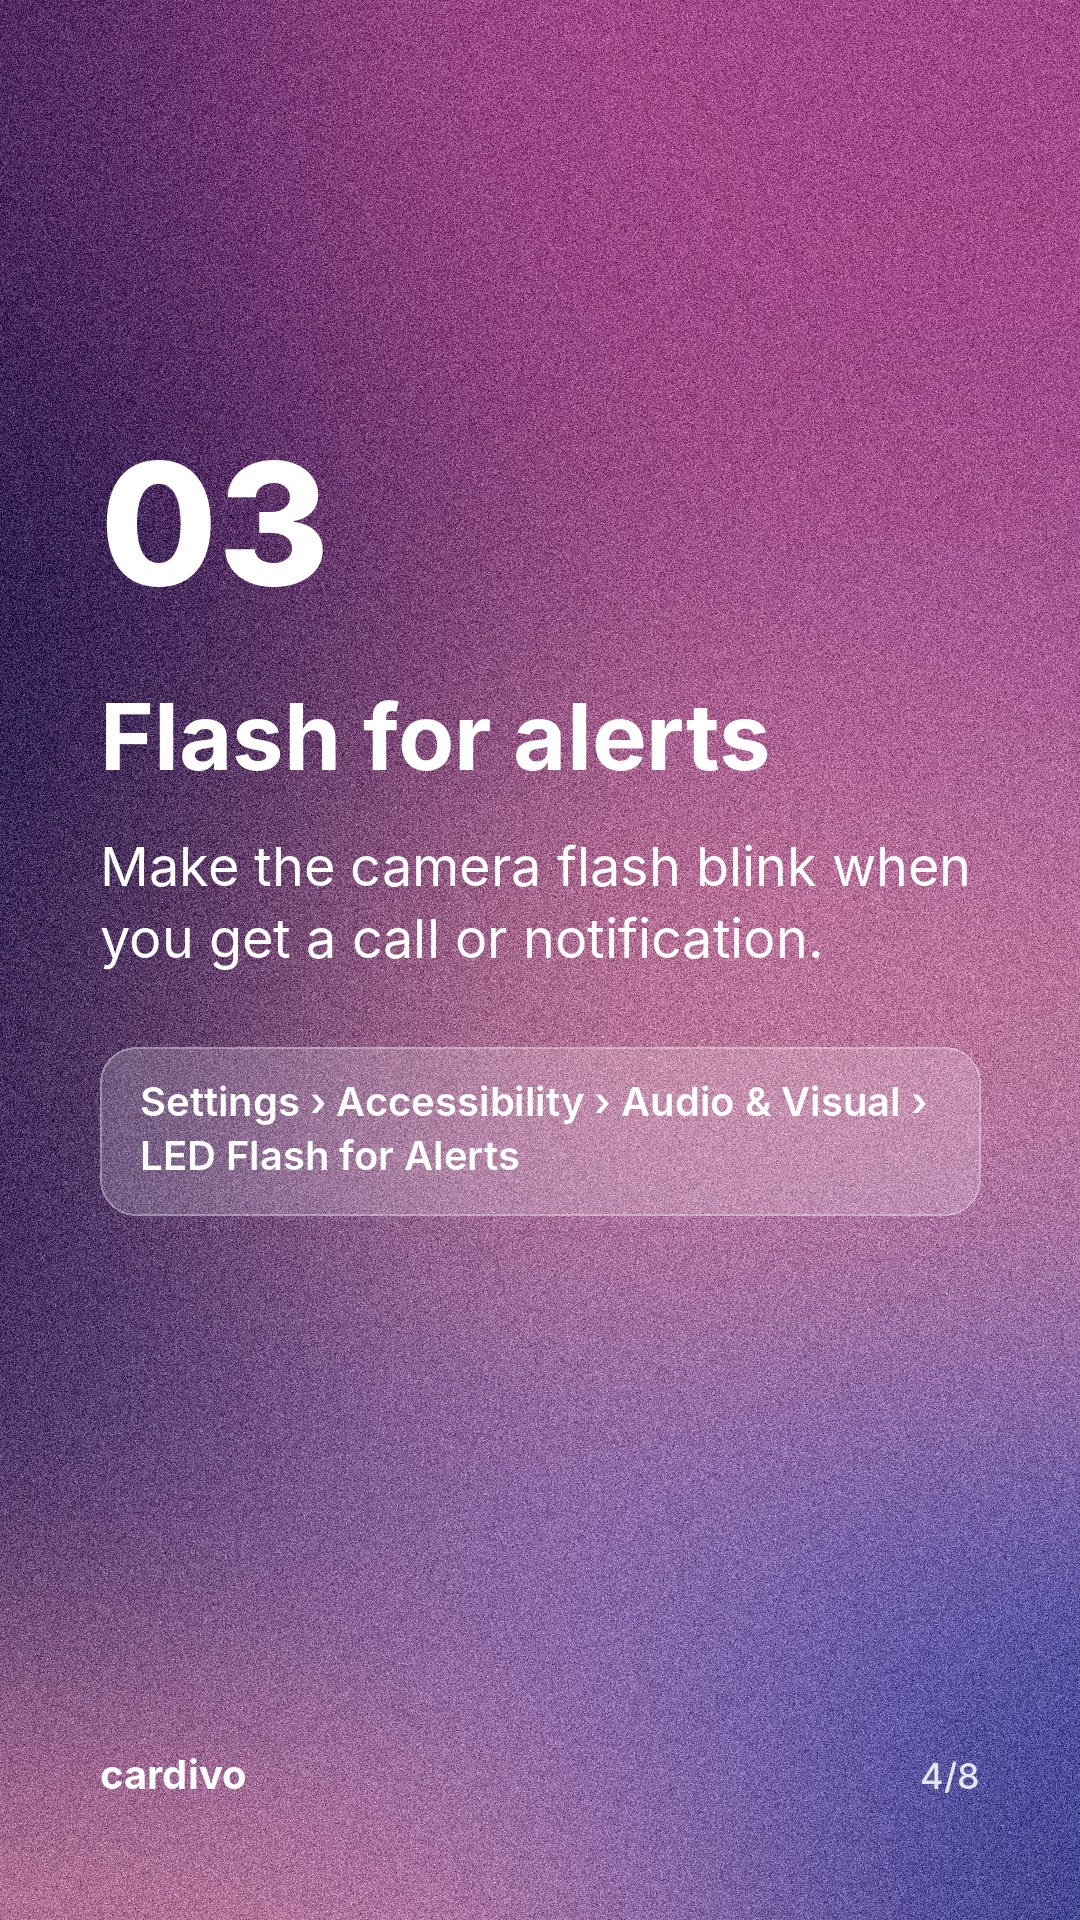 03
Flash for alerts
Make the camera flash blink when
you get a call or notification.
Settings › Accessibility › Audio & Visual ›
LED Flash for Alerts
cardivo
4/8